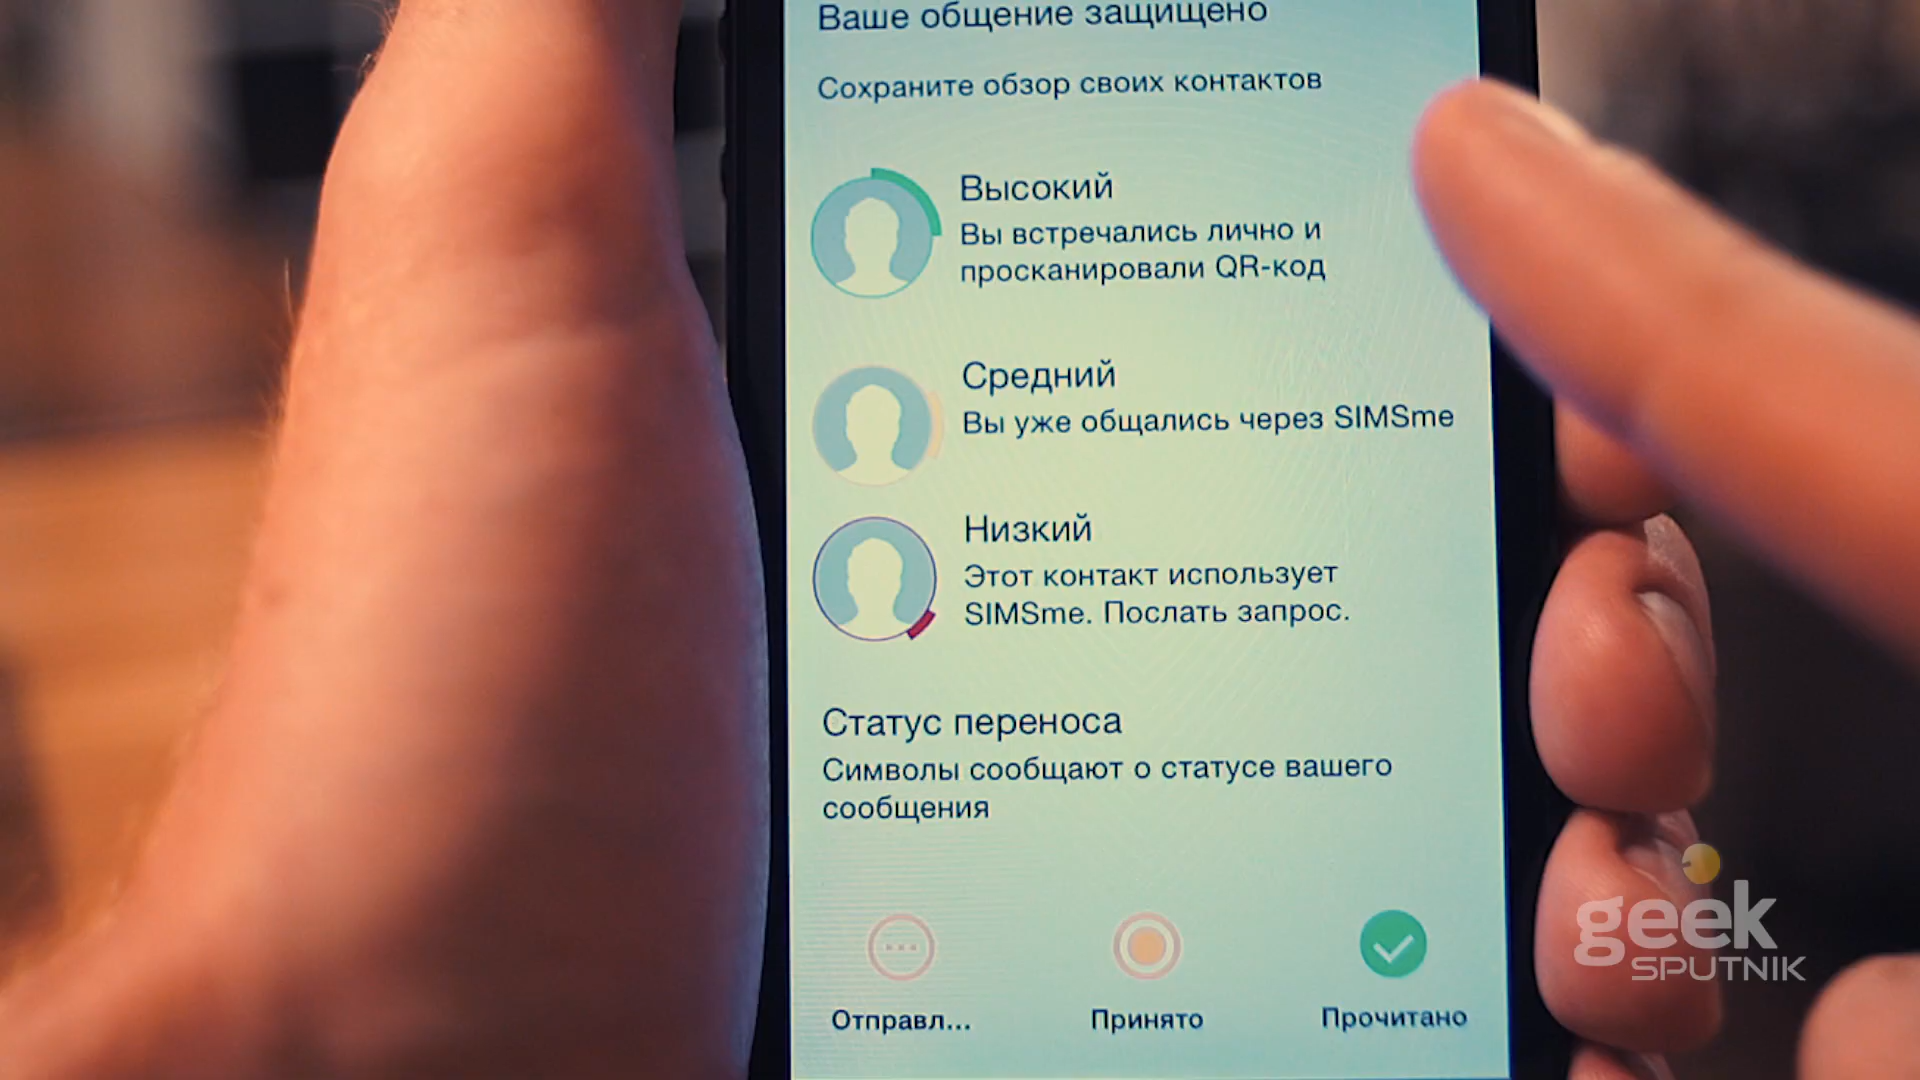 Ваше общение защищено
Сохраните обзор своих контактов
Высокий
Вы встречались лично и
просканировали QR-код
Средний
Вы уже общались через SIMSme
Низкий
Этот контакт использует
SIMSme. Послать запрос.
Статус переноса
Символы сообщают о статусе вашего
сообщения
Отправл...
Принято
Прочитано
geek
SPUTNIK